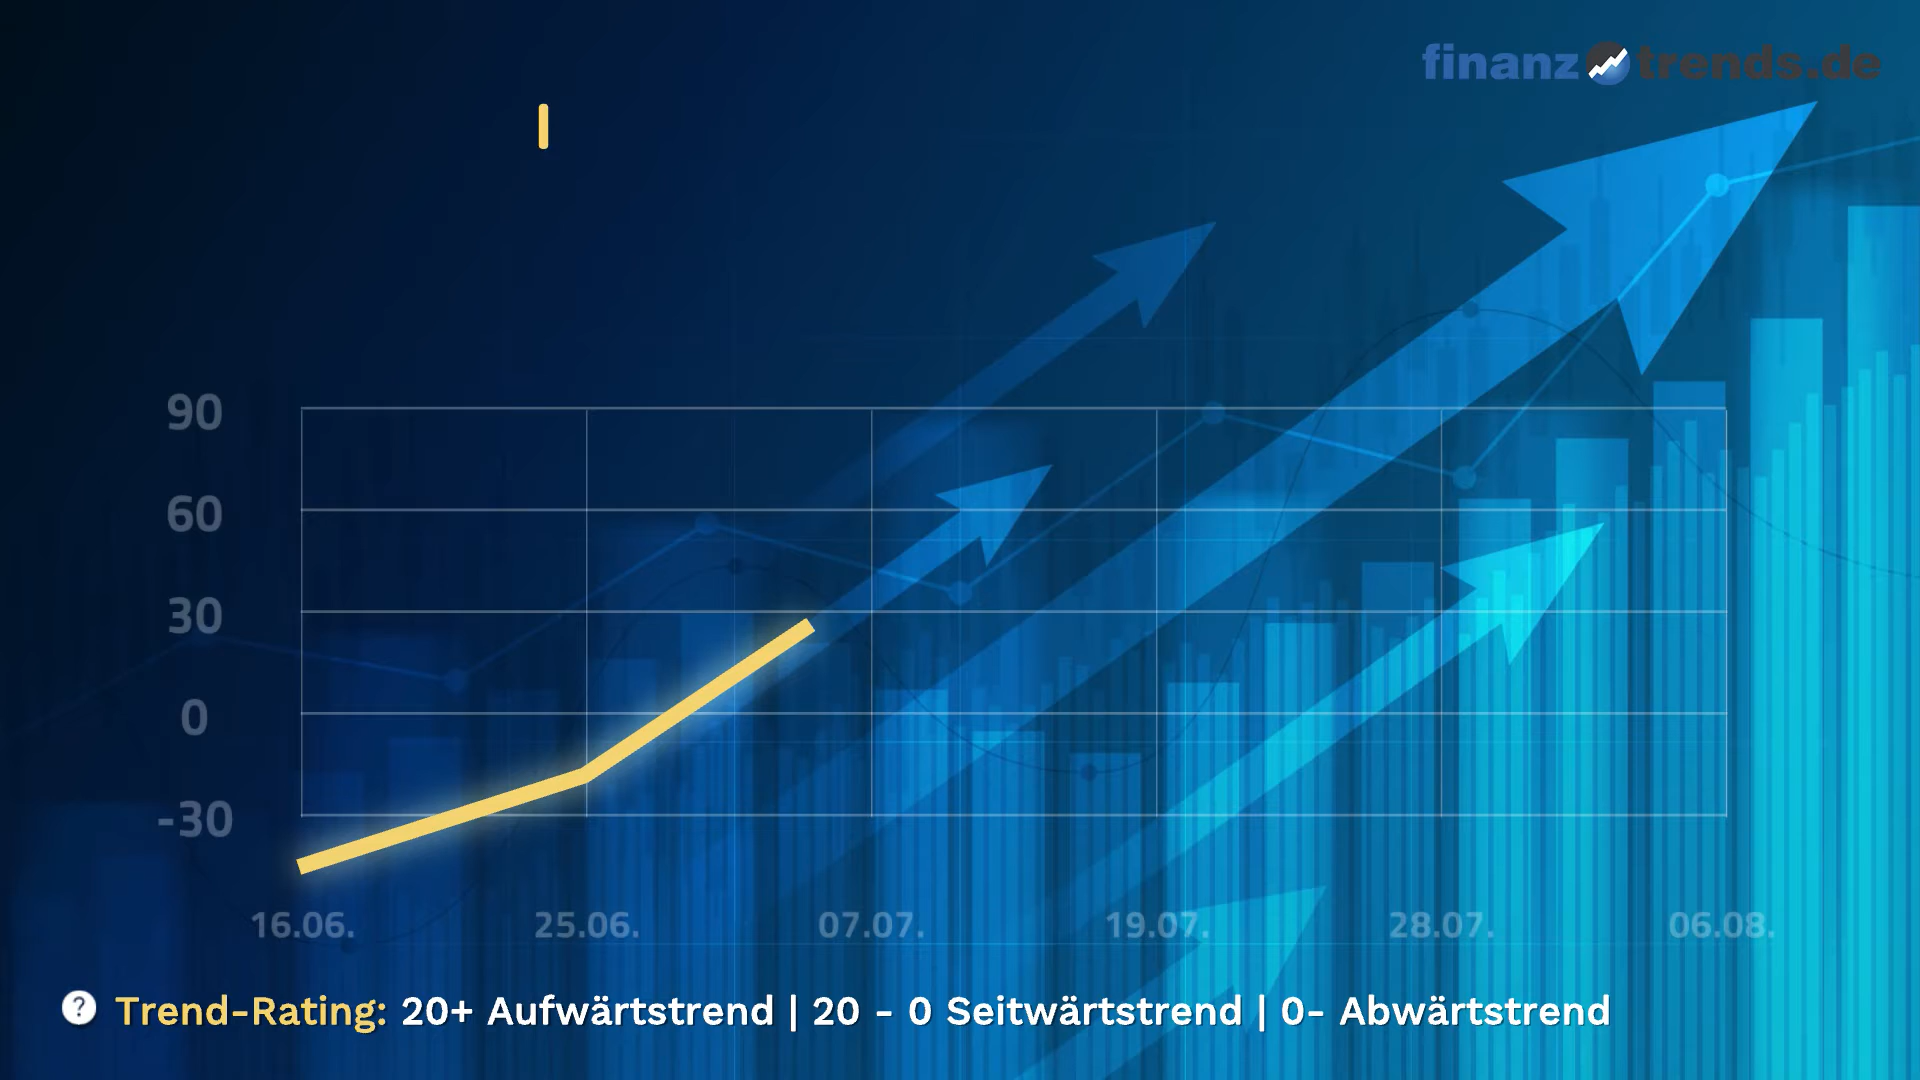 finanztrends.de
90
60
30
0
-30
16.06. 25.06. 07.07. 19.07. 28.07. 06.08.
? Trend-Rating: 20+ Aufwärtstrend | 20 - 0 Seitwärtstrend | 0- Abwärtstrend